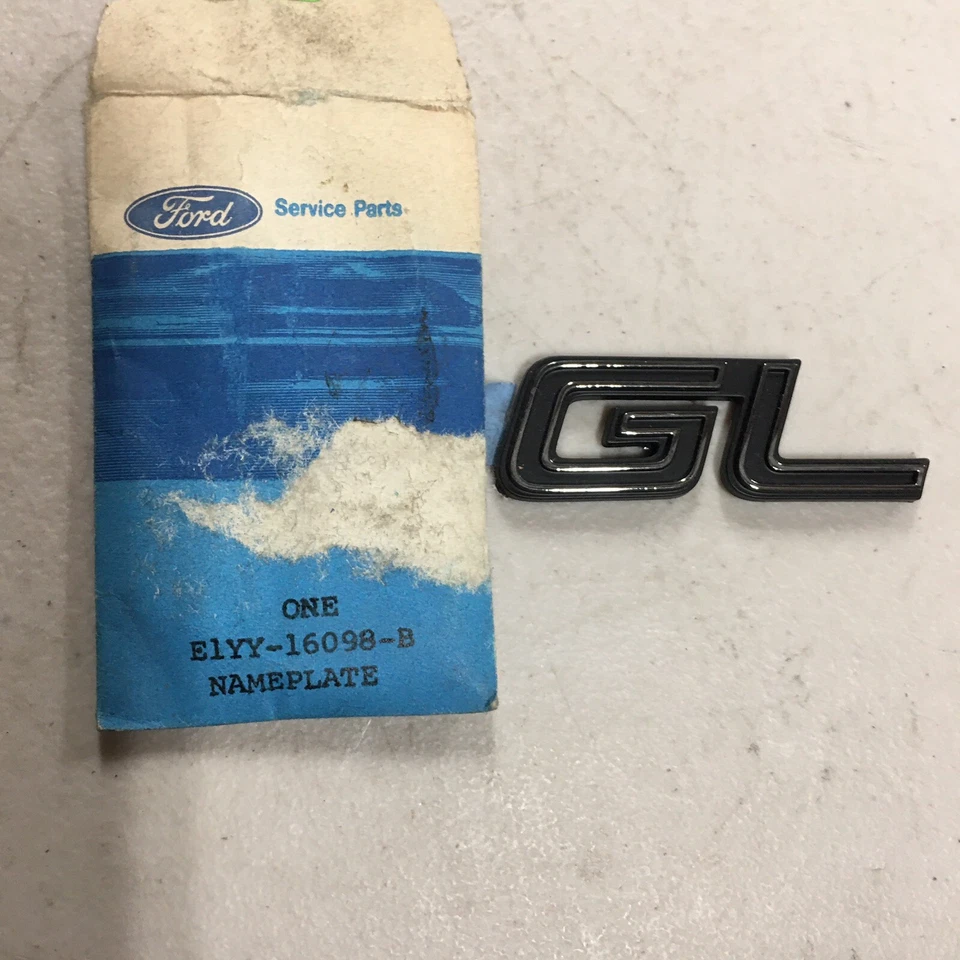 Ford Service Parts
GL
ONE
E1YY-16098-B
NAMEPLATE